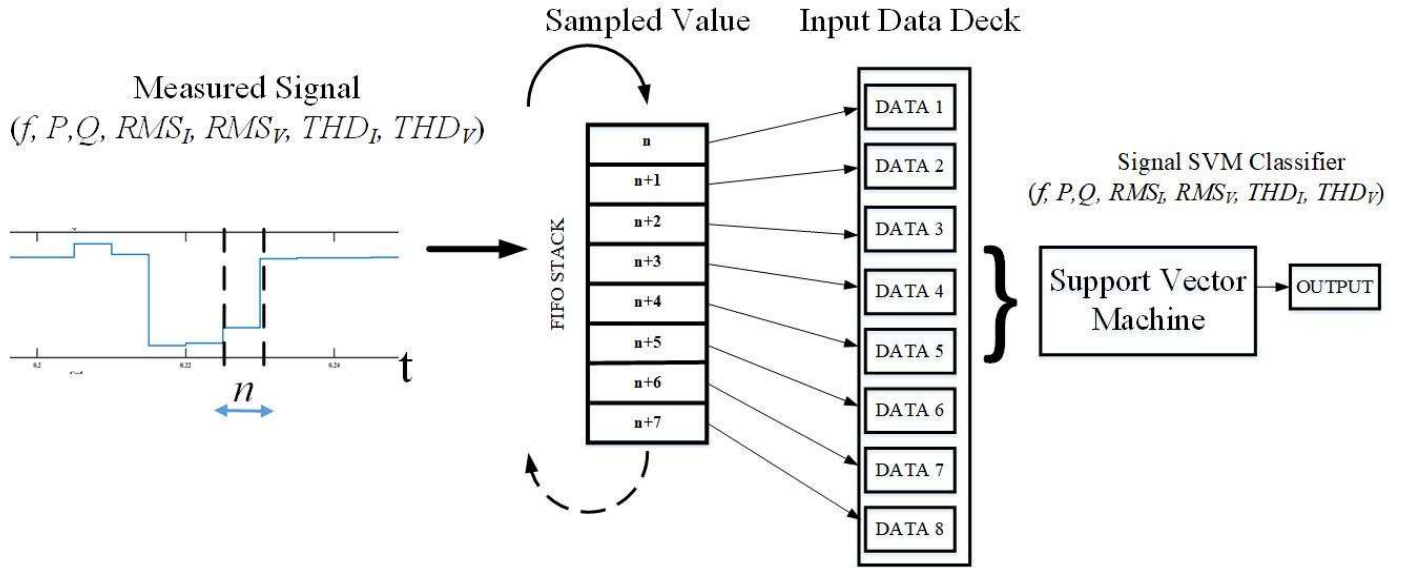 Sampled Value
Input Data Deck
Measured Signal
(f, P,Q, RMS_I, RMS_V, THD_I, THD_V)
0.2
0.22
0.24
t
n
FIFO STACK
n
n+1
n+2
n+3
n+4
n+5
n+6
n+7
DATA 1
DATA 2
DATA 3
DATA 4
DATA 5
DATA 6
DATA 7
DATA 8
}
Signal SVM Classifier
(f, P,Q, RMS_I, RMS_V, THD_I, THD_V)
Support Vector
Machine
OUTPUT